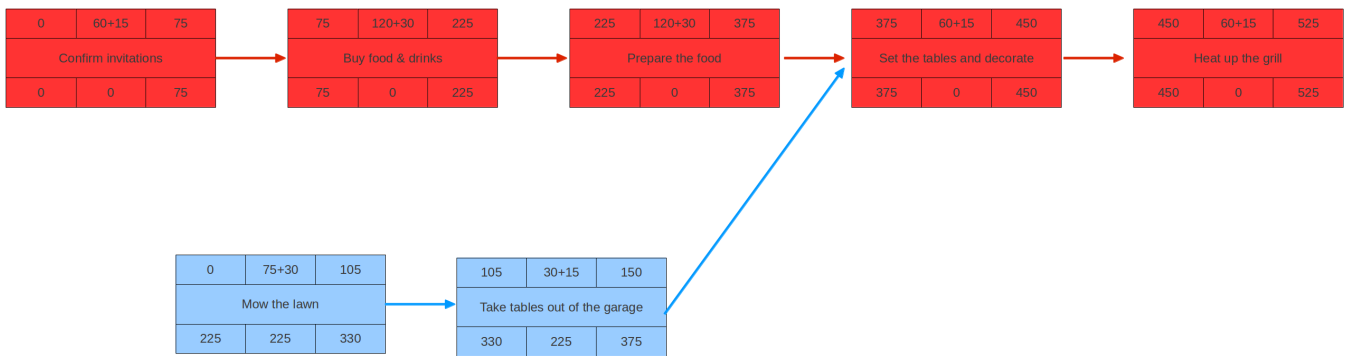 0 60+15 75
Confirm invitations
0 0 75
75 120+30 225
Buy food & drinks
75 0 225
225 120+30 375
Prepare the food
225 0 375
375 60+15 450
Set the tables and decorate
375 0 450
450 60+15 525
Heat up the grill
450 0 525
0 75+30 105
Mow the lawn
225 225 330
105 30+15 150
Take tables out of the garage
330 225 375